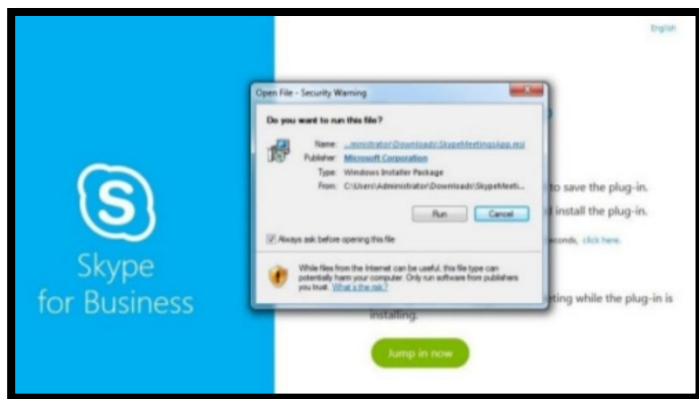 English
Open File - Security Warning
Do you want to run this file?
Name: ...ministrator\Downloads\SkypeMeetingsApp.msi
Publisher: Microsoft Corporation
Type: Windows Installer Package
From: C:\Users\Administrator\Downloads\SkypeMeeti...
Run Cancel
Always ask before opening this file
While files from the Internet can be useful, this file type can
potentially harm your computer. Only run software from publishers
you trust. What's the risk?
S
Skype
for Business
to save the plug-in.
install the plug-in.
seconds, click here.
eting while the plug-in is
installing.
Jump in now